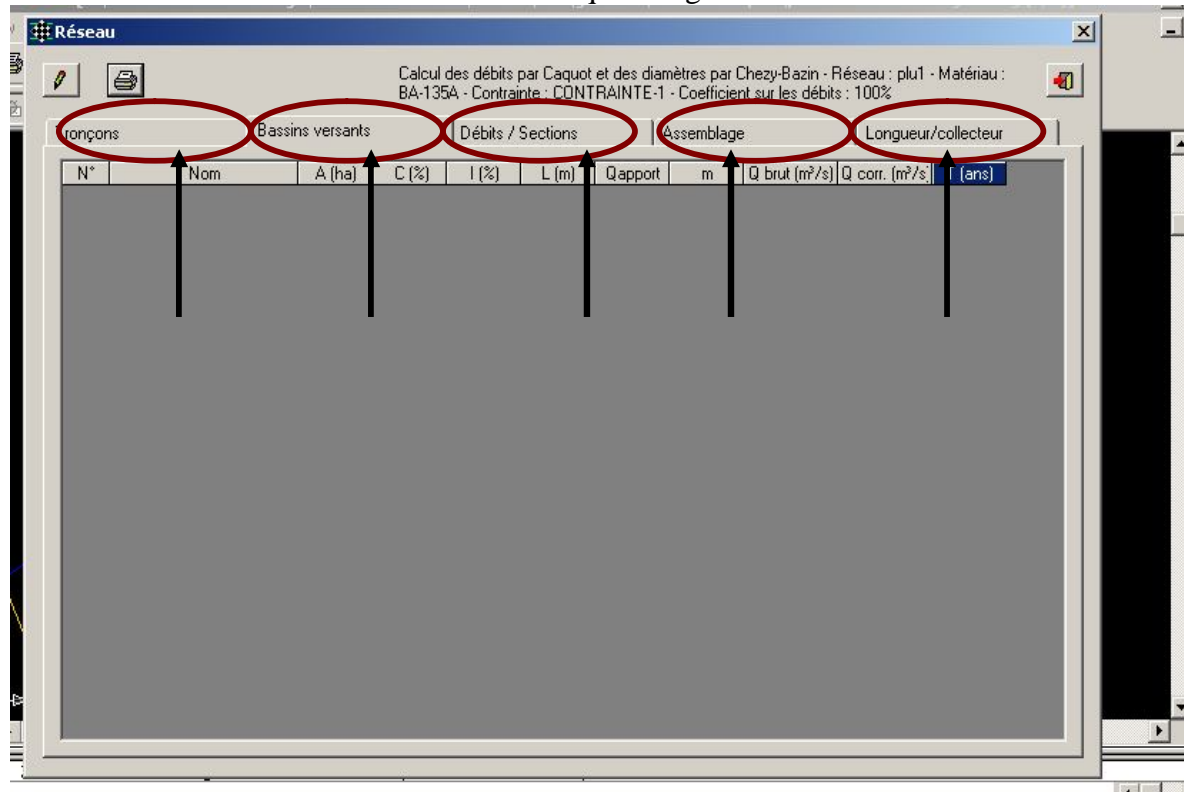 Réseau
Calcul des débits par Caquot et des diamètres par Chezy-Bazin - Réseau : plu1 - Matériau :
BA-135A - Contrainte : CONTRAINTE-1 - Coefficient sur les débits : 100%
Tronçons Bassins versants Débits / Sections Assemblage Longueur/collecteur
N° Nom A (ha) C (%) I (%) L (m) Qapport m Q brut (m³/s) Q corr. (m³/s) T (ans)